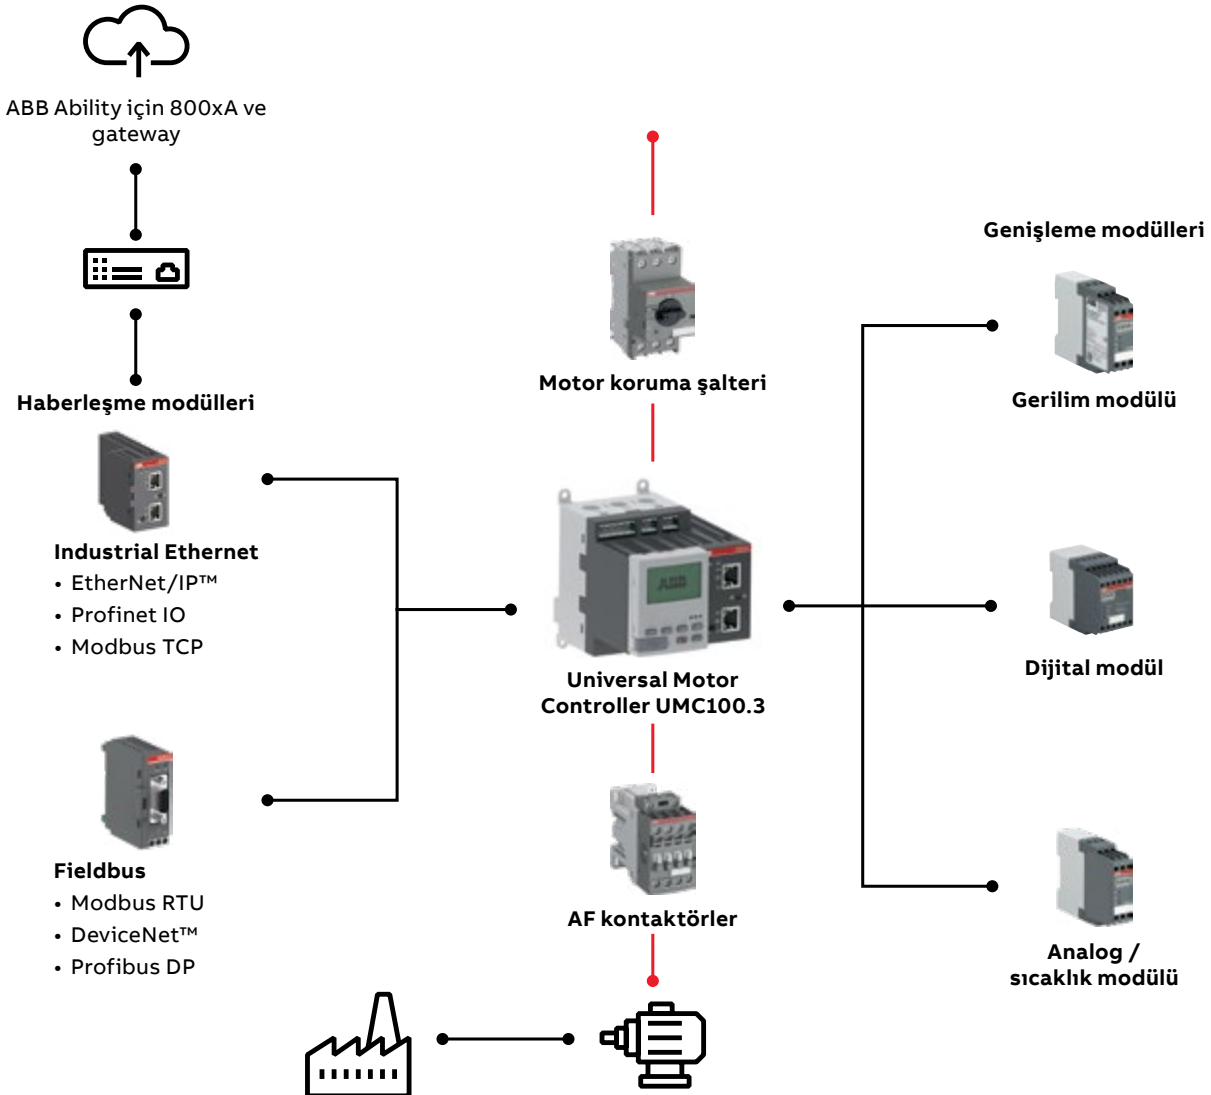 ABB Ability için 800xA ve
gateway
Haberleşme modülleri
Industrial Ethernet
• EtherNet/IP™
• Profinet IO
• Modbus TCP
Fieldbus
• Modbus RTU
• DeviceNet™
• Profibus DP
Motor koruma şalteri
ABB
Universal Motor
Controller UMC100.3
AF kontaktörler
Genişleme modülleri
Gerilim modülü
Dijital modül
Analog /
sıcaklık modülü